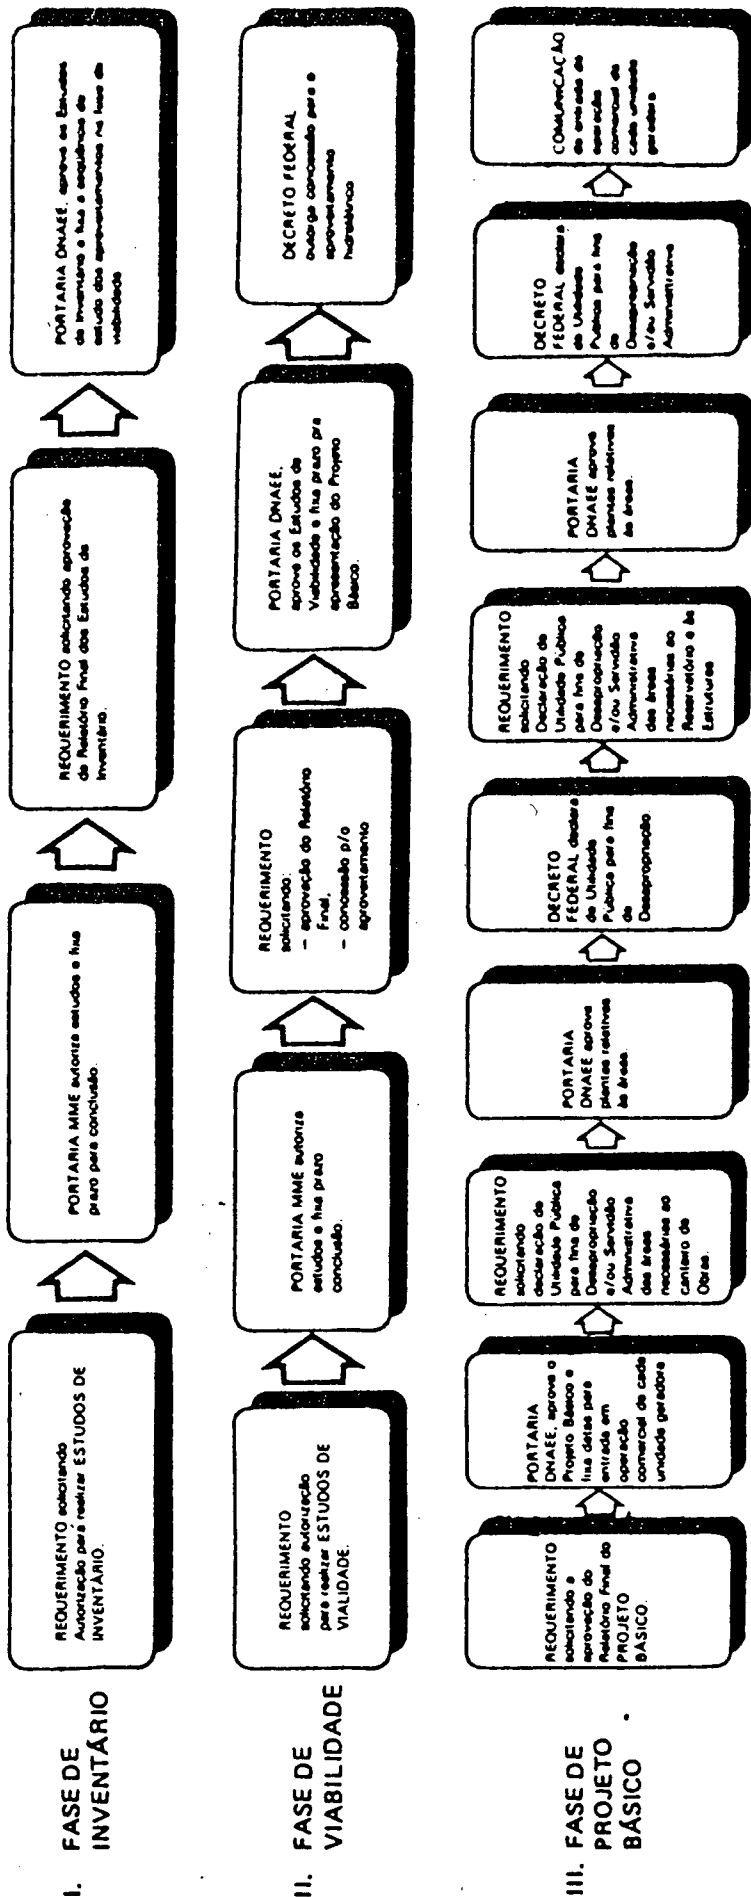 I. FASE DE
INVENTÁRIO
REQUERIMENTO solicitando
Autorização para realizar ESTUDOS DE
INVENTÁRIO.
PORTARIA MME autoriza estudos e fixa
prazo para conclusão.
REQUERIMENTO solicitando aprovação
do Relatório Final dos Estudos de
Inventário.
PORTARIA DNAEE, aprova os Estudos
de Inventário e fixa a sequência de
estudo dos aproveitamentos na fase de
viabilidade
II. FASE DE
VIABILIDADE
REQUERIMENTO
solicitando autorização
para realizar ESTUDOS DE
VIALIDADE.
PORTARIA MME autoriza
estudos e fixa prazo
conclusão.
REQUERIMENTO
solicitando:
– aprovação do Relatório
Final,
– concessão p/o
aproveitamento
PORTARIA DNAEE,
aprova os Estudos de
Viabilidade e fixa prazo pra
apresentação do Projeto
Básico.
DECRETO FEDERAL
outorga concessão para o
aproveitamento
hidrelétrico
III. FASE DE
PROJETO
BÁSICO
REQUERIMENTO
solicitando a
aprovação do
Relatório Final do
PROJETO
BÁSICO.
PORTARIA
DNAEE, aprova o
Projeto Básico e
fixa datas para
entrada em
operação
comercial de cada
unidade geradora
REQUERIMENTO
solicitando
declaração de
Utilidade Pública
para fins de
Desapropriação
e/ou Servidão
Administrativa
das áreas
necessárias ao
canteiro de
Obras.
PORTARIA
DNAEE aprova
plantas relativas
às áreas.
DECRETO
FEDERAL declara
de Utilidade
Pública para fins
de
Desapropriação.
REQUERIMENTO
solicitando
Declaração de
Utilidade Pública
para fins de
Desapropriação
e/ou Servidão
Administrativa
das áreas
necessárias ao
Reservatório e às
Estruturas
PORTARIA
DNAEE aprova
plantas relativas
às áreas.
DECRETO
FEDERAL declara
de Utilidade
Pública para fins
de
Desapropriação
e/ou Servidão
Administrativa
COMUNICAÇÃO
da entrada de
operação
comercial de
cada unidade
geradora